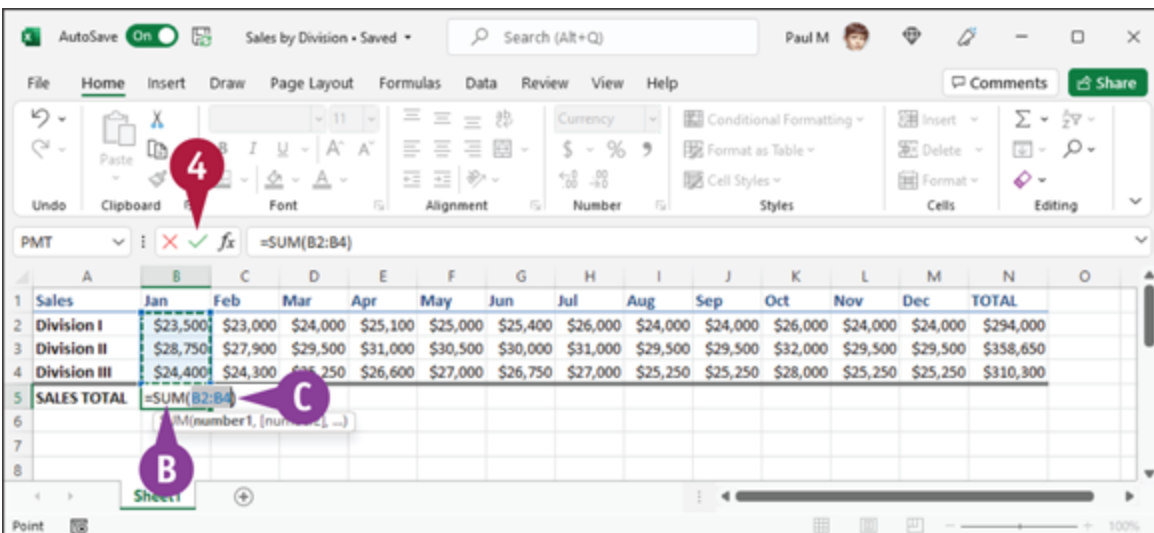 AutoSave On Sales by Division • Saved Search (Alt+Q) Paul M
File Home Insert Draw Page Layout Formulas Data Review View Help Comments Share
11 Currency Conditional Formatting Insert
Paste B I U A A $ % 9 Format as Table Delete
4
A Cell Styles Format
Undo Clipboard Font Alignment Number Styles Cells Editing
PMT fx =SUM(B2:B4)
A B C D E F G H I J K L M N O
1 Sales Jan Feb Mar Apr May Jun Jul Aug Sep Oct Nov Dec TOTAL
2 Division I $23,500 $23,000 $24,000 $25,100 $25,000 $25,400 $26,000 $24,000 $24,000 $26,000 $24,000 $24,000 $294,000
3 Division II $28,750 $27,900 $29,500 $31,000 $30,500 $30,000 $31,000 $29,500 $29,500 $32,000 $29,500 $29,500 $358,650
4 Division III $24,400 $24,300 $26,600 $27,000 $26,750 $27,000 $25,250 $25,250 $28,000 $25,250 $25,250 $310,300
5 SALES TOTAL =SUM(B2:B4) C
6 SUM(number1, ...)
7
8 B
Sheet1
Point 100%